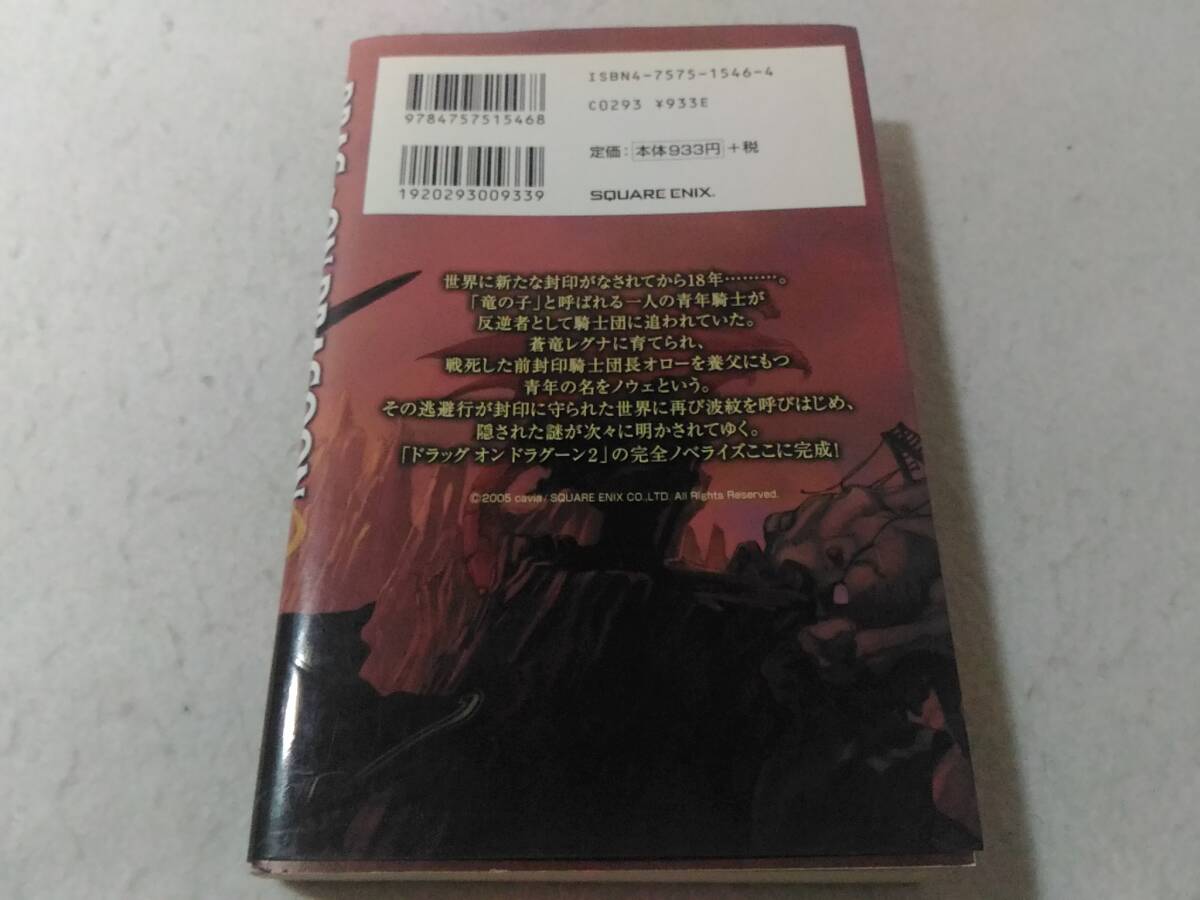 ISBN4-7575-1546-4
C0293 ¥933E
9784757515468
定価：本体933円＋税
1920293009339
SQUARE ENIX.
世界に新たな封印がなされてから18年………。
「竜の子」と呼ばれる一人の青年騎士が
反逆者として騎士団に追われていた。
蒼竜レグナに育てられ、
戦死した前封印騎士団長オローを養父にもつ
青年の名をノウェという。
その逃避行が封印に守られた世界に再び波紋を呼びはじめ、
隠された謎が次々に明かされてゆく。
「ドラッグ オン ドラグーン2」の完全ノベライズここに完成！
©2005 cavia/SQUARE ENIX CO.,LTD. All Rights Reserved.
DRAG-ON DRAGOON